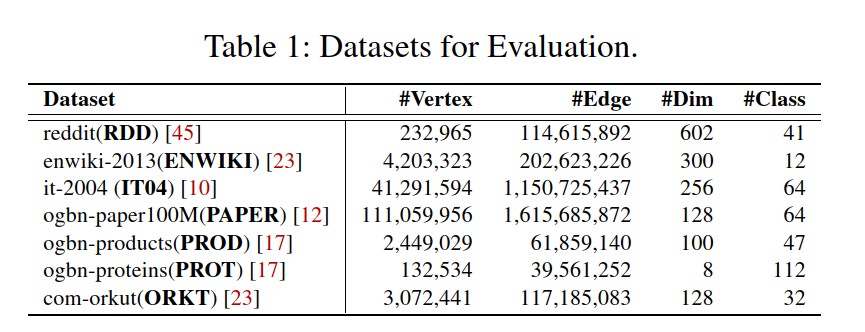 Table 1: Datasets for Evaluation.
Dataset #Vertex #Edge #Dim #Class
reddit(RDD) [45] 232,965 114,615,892 602 41
enwiki-2013(ENWIKI) [23] 4,203,323 202,623,226 300 12
it-2004 (IT04) [10] 41,291,594 1,150,725,437 256 64
ogbn-paper100M(PAPER) [12] 111,059,956 1,615,685,872 128 64
ogbn-products(PROD) [17] 2,449,029 61,859,140 100 47
ogbn-proteins(PROT) [17] 132,534 39,561,252 8 112
com-orkut(ORKT) [23] 3,072,441 117,185,083 128 32